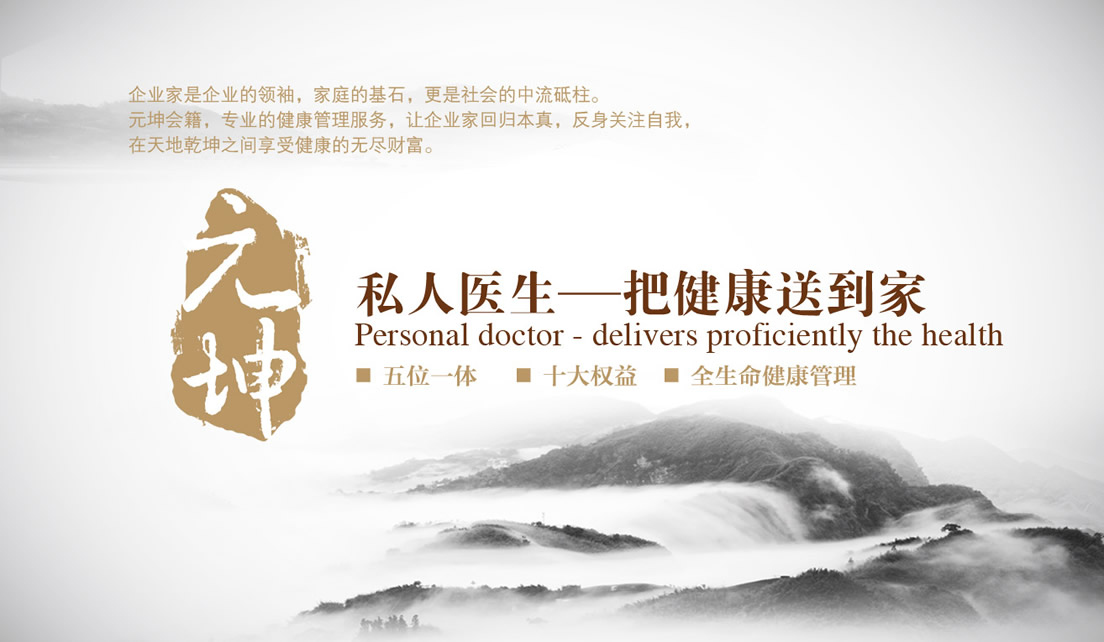 企业家是企业的领袖，家庭的基石，更是社会的中流砥柱。
元坤会籍，专业的健康管理服务，让企业家回归本真，反身关注自我，
在天地乾坤之间享受健康的无尽财富。
元坤
私人医生——把健康送到家
Personal doctor - delivers proficiently the health
■ 五位一体 ■ 十大权益 ■ 全生命健康管理